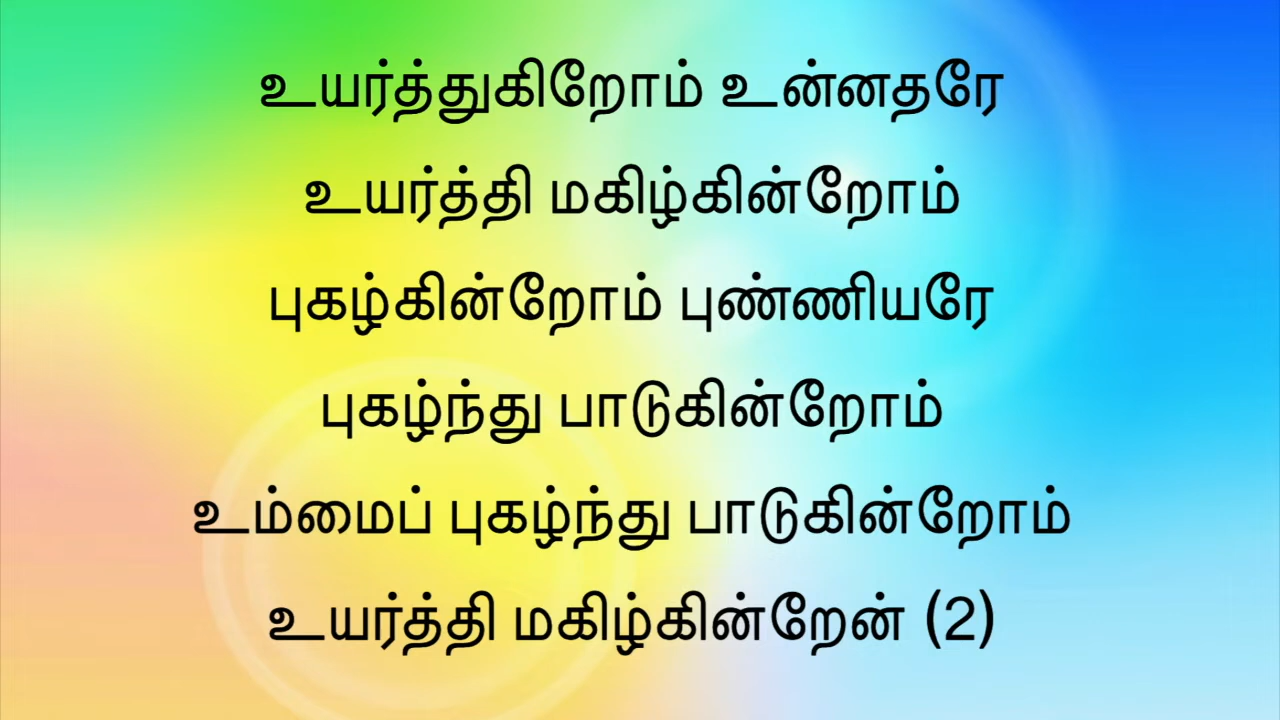 உயர்த்துகிறோம் உன்னதரே
உயர்த்தி மகிழ்கின்றோம்
புகழ்கின்றோம் புண்ணியரே
புகழ்ந்து பாடுகின்றோம்
உம்மைப் புகழ்ந்து பாடுகின்றோம்
உயர்த்தி மகிழ்கின்றேன் (2)